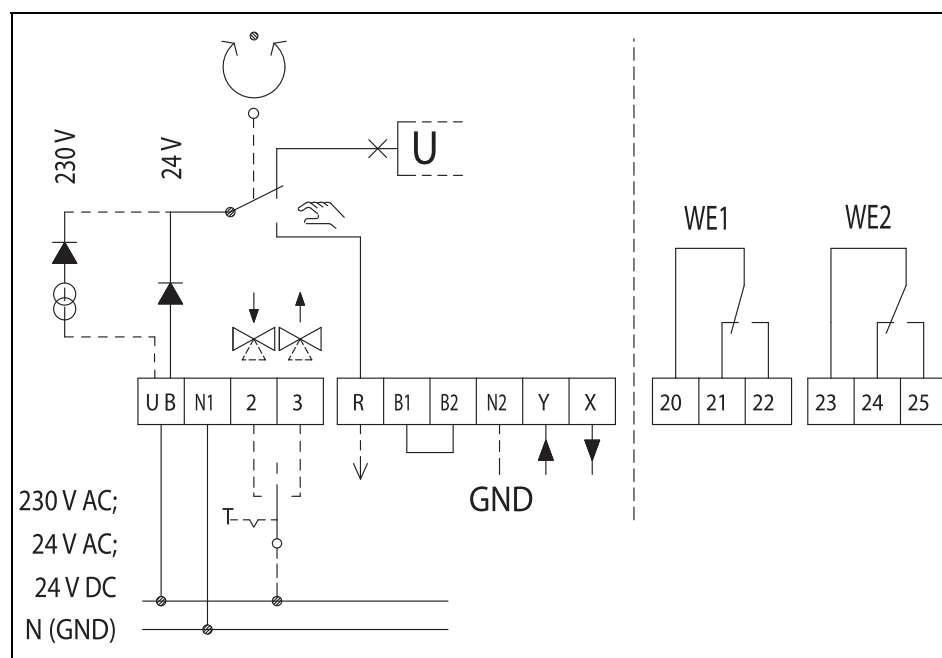 230 V
24 V
U
WE1
WE2
U B
N1
2
3
R
B1
B2
N2
Y
X
20
21
22
23
24
25
T
GND
230 V AC;
24 V AC;
24 V DC
N (GND)